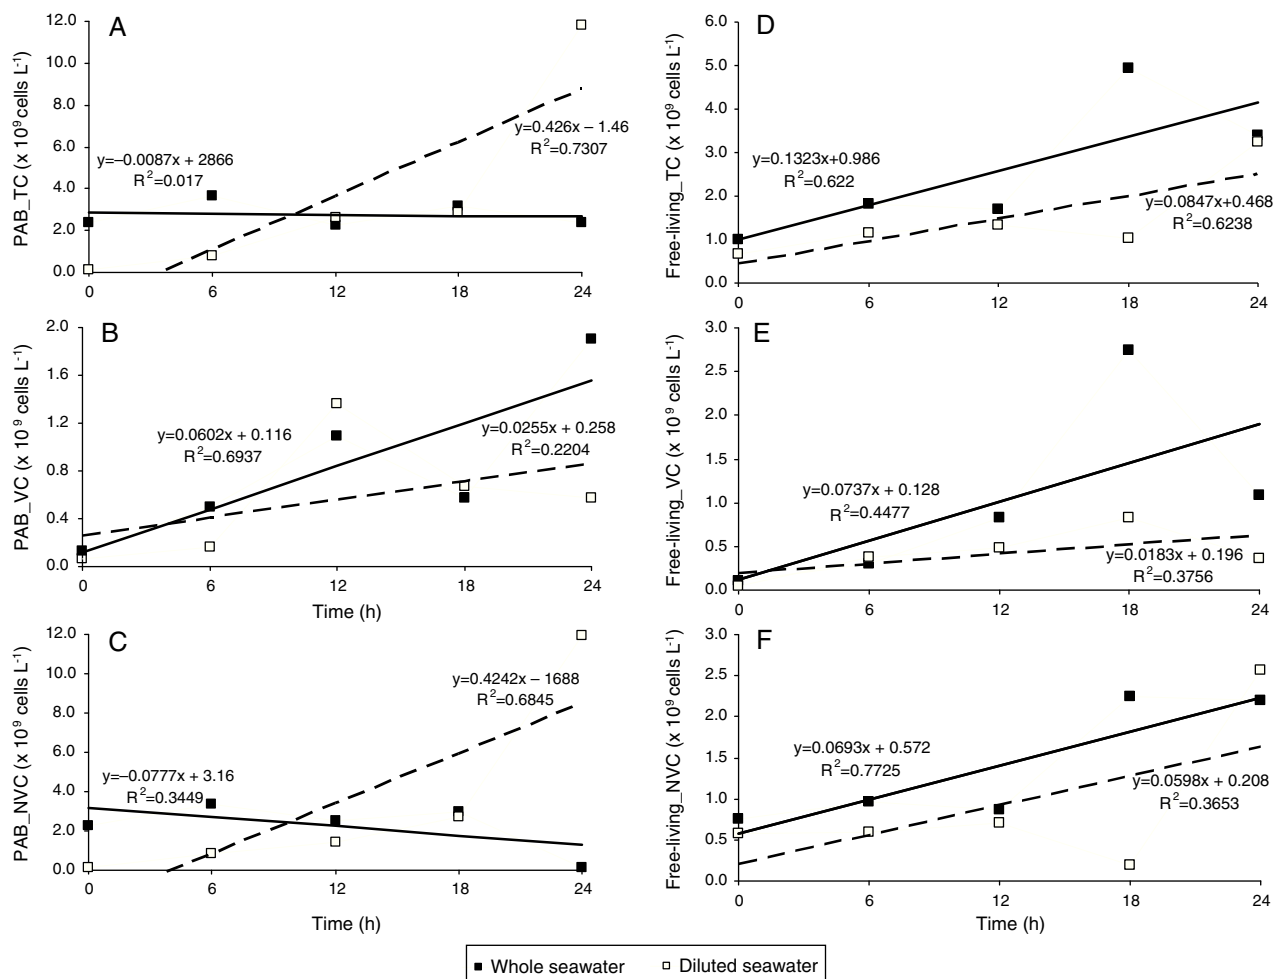 A
PAB_TC (x 10⁹ cells L⁻¹)
12.0
10.0
8.0
6.0
4.0
2.0
0.0
y=0.426x – 1.46
R²=0.7307
y=–0.0087x + 2866
R²=0.017
0 6 12 18 24
B
PAB_VC (x 10⁹ cells L⁻¹)
2.0
1.6
1.2
0.8
0.4
0.0
y=0.0602x + 0.116
R²=0.6937
y=0.0255x + 0.258
R²=0.2204
0 6 12 18 24
Time (h)
C
PAB_NVC (x 10⁹ cells L⁻¹)
12.0
10.0
8.0
6.0
4.0
2.0
0.0
y=0.4242x – 1688
R²=0.6845
y=–0.0777x + 3.16
R²=0.3449
0 6 12 18 24
Time (h)
D
Free-living_TC (x 10⁹ cells L⁻¹)
6.0
5.0
4.0
3.0
2.0
1.0
0.0
y=0.1323x+0.986
R²=0.622
y=0.0847x+0.468
R²=0.6238
0 6 12 18 24
E
Free-living_VC (x 10⁹ cells L⁻¹)
3.0
2.5
2.0
1.5
1.0
0.5
0.0
y=0.0737x + 0.128
R²=0.4477
y=0.0183x + 0.196
R²=0.3756
0 6 12 18 24
F
Free-living_NVC (x 10⁹ cells L⁻¹)
3.0
2.5
2.0
1.5
1.0
0.5
0.0
y=0.0693x + 0.572
R²=0.7725
y=0.0598x + 0.208
R²=0.3653
0 6 12 18 24
Time (h)
Whole seawater Diluted seawater